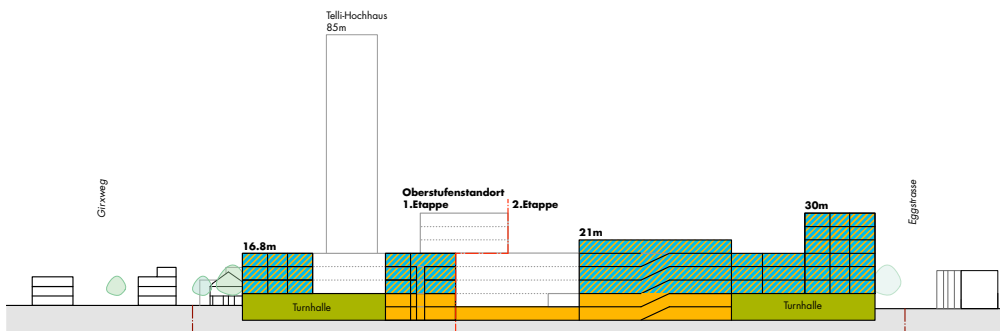 Telli-Hochhaus
85m
Girxweg
Oberstufenstandort
1.Etappe
2.Etappe
Eggstrasse
30m
21m
16.8m
Turnhalle
Turnhalle